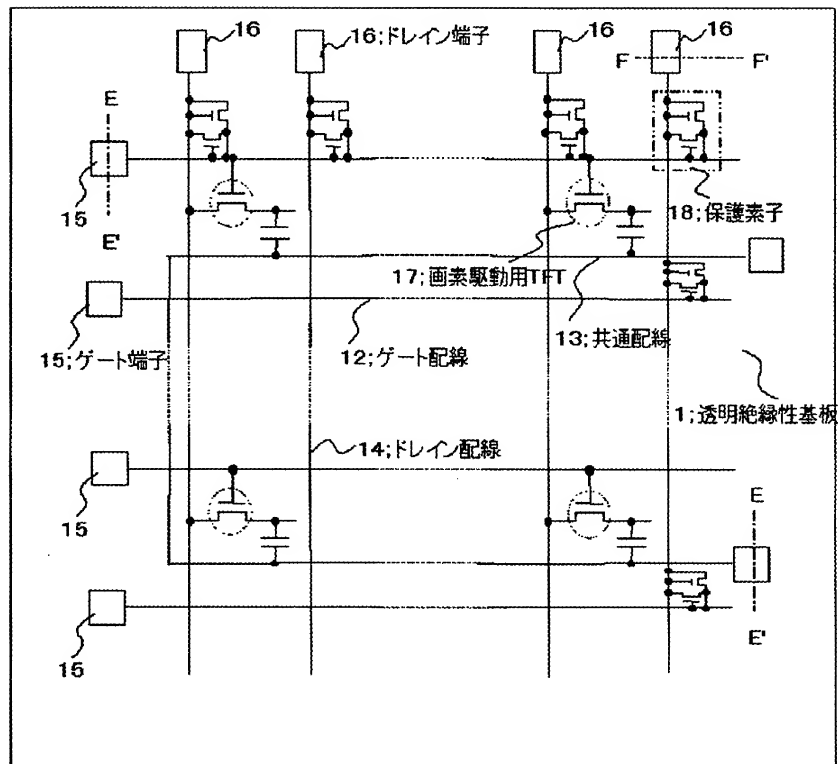 16
16;ドレイン端子
16
16
F
F'
E
15
E'
18;保護素子
17;画素駆動用TFT
13;共通配線
15;ゲート端子
12;ゲート配線
1;透明絶縁性基板
14;ドレイン配線
15
E
15
E'